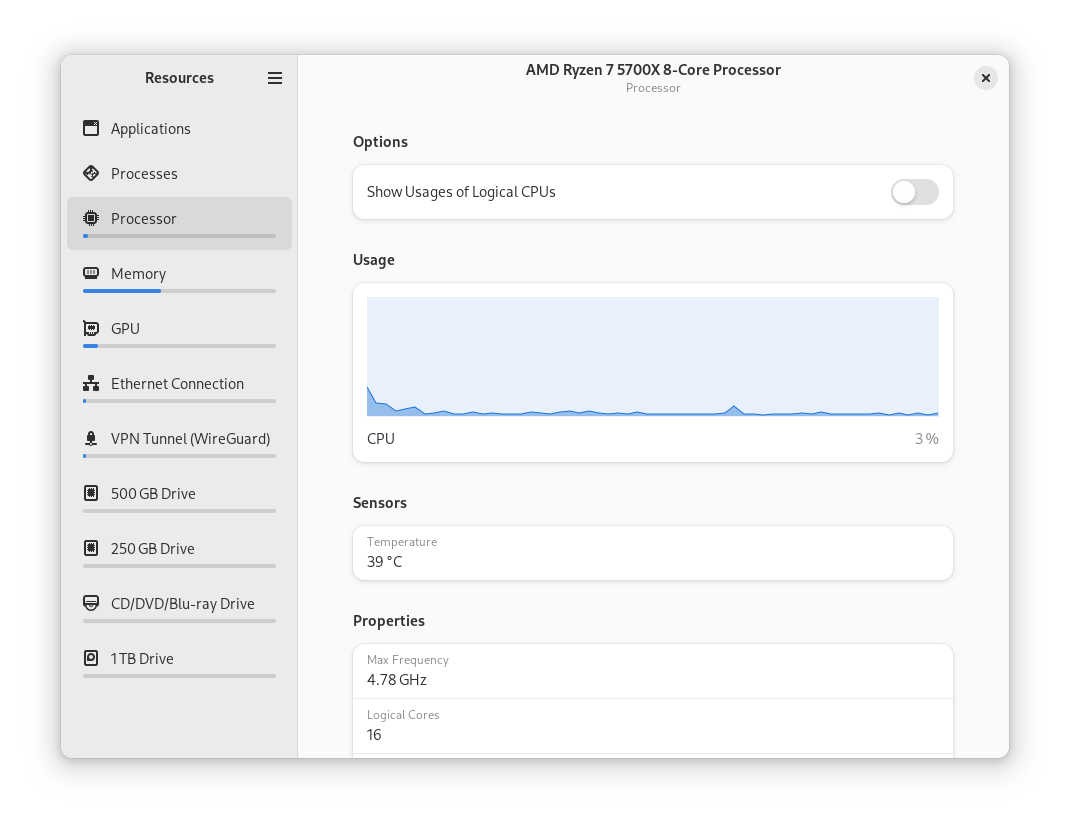 Resources
Applications
Processes
Processor
Memory
GPU
Ethernet Connection
VPN Tunnel (WireGuard)
500 GB Drive
250 GB Drive
CD/DVD/Blu-ray Drive
1 TB Drive
AMD Ryzen 7 5700X 8-Core Processor
Processor
Options
Show Usages of Logical CPUs
Usage
CPU
3 %
Sensors
Temperature
39 °C
Properties
Max Frequency
4.78 GHz
Logical Cores
16